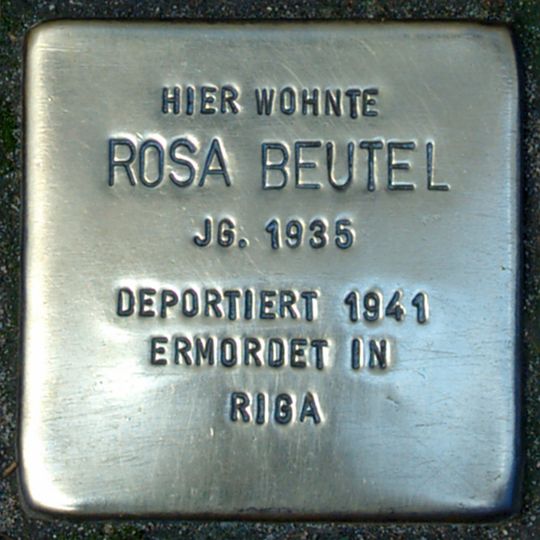 HIER WOHNTE
ROSA BEUTEL
JG. 1935
DEPORTIERT 1941
ERMORDET IN
RIGA